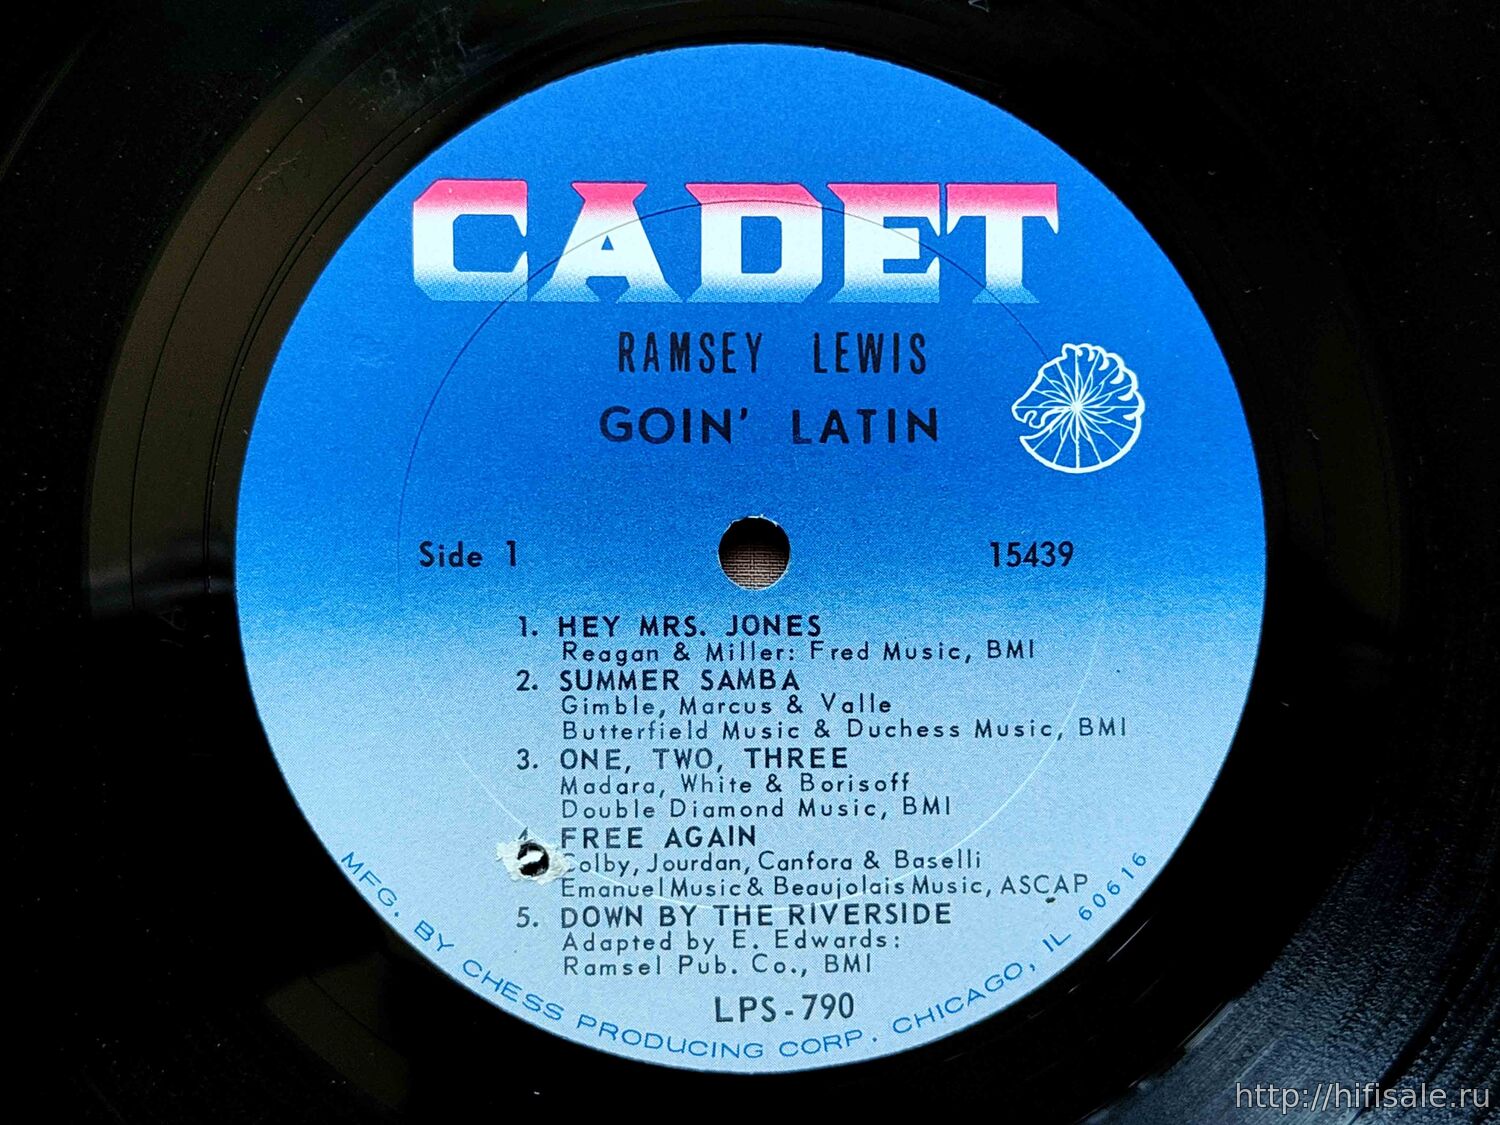 CADET
RAMSEY LEWIS
GOIN' LATIN
Side 1
15439
1. HEY MRS. JONES
Reagan & Miller: Fred Music, BMI
2. SUMMER SAMBA
Gimble, Marcus & Valle
Butterfield Music & Duchess Music, BMI
3. ONE, TWO, THREE
Madara, White & Borisoff
Double Diamond Music, BMI
4. FREE AGAIN
Colby, Jourdan, Canfora & Baselli
Emanuel Music & Beaujolais Music, ASCAP
5. DOWN BY THE RIVERSIDE
Adapted by E. Edwards:
Ramsel Pub. Co., BMI
LPS-790
MFG. BY CHESS PRODUCING CORP. CHICAGO, IL 60616
http://hifisale.ru